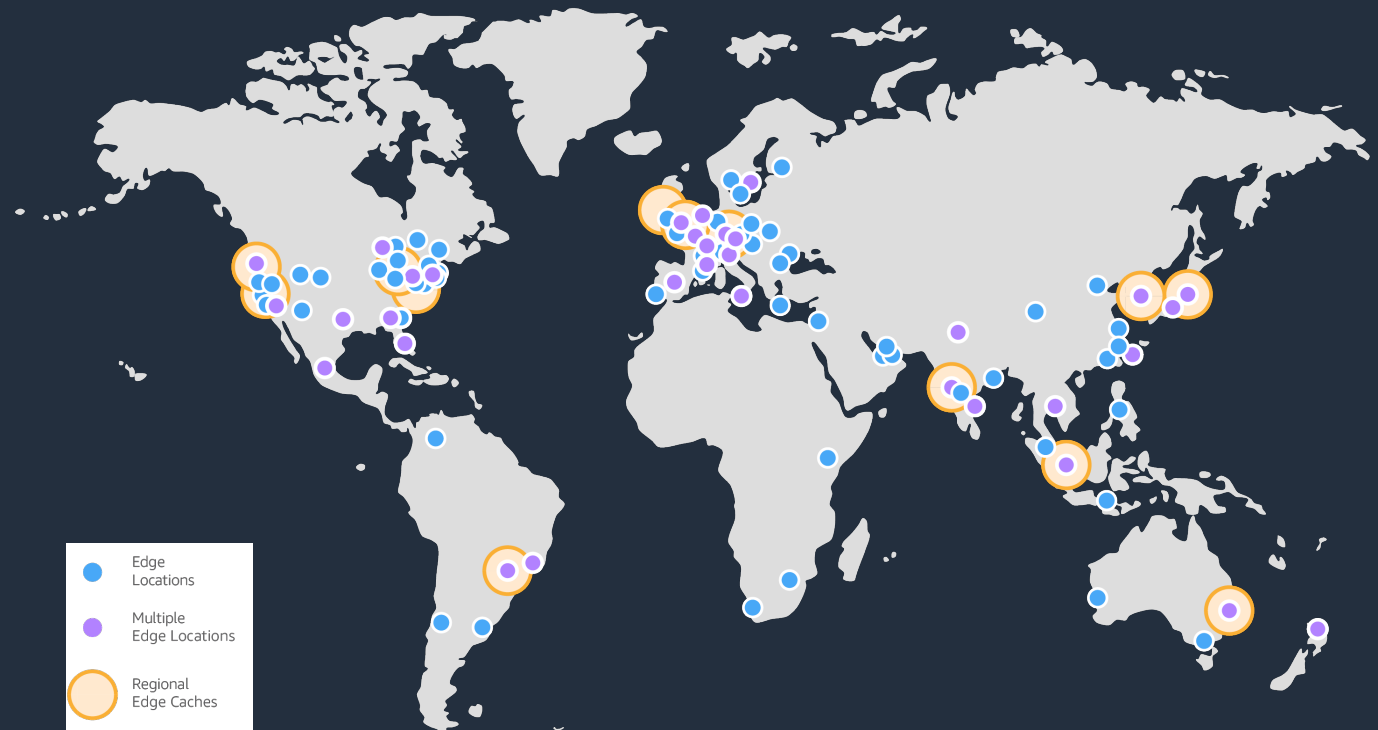 Edge
Locations
Multiple
Edge Locations
Regional
Edge Caches